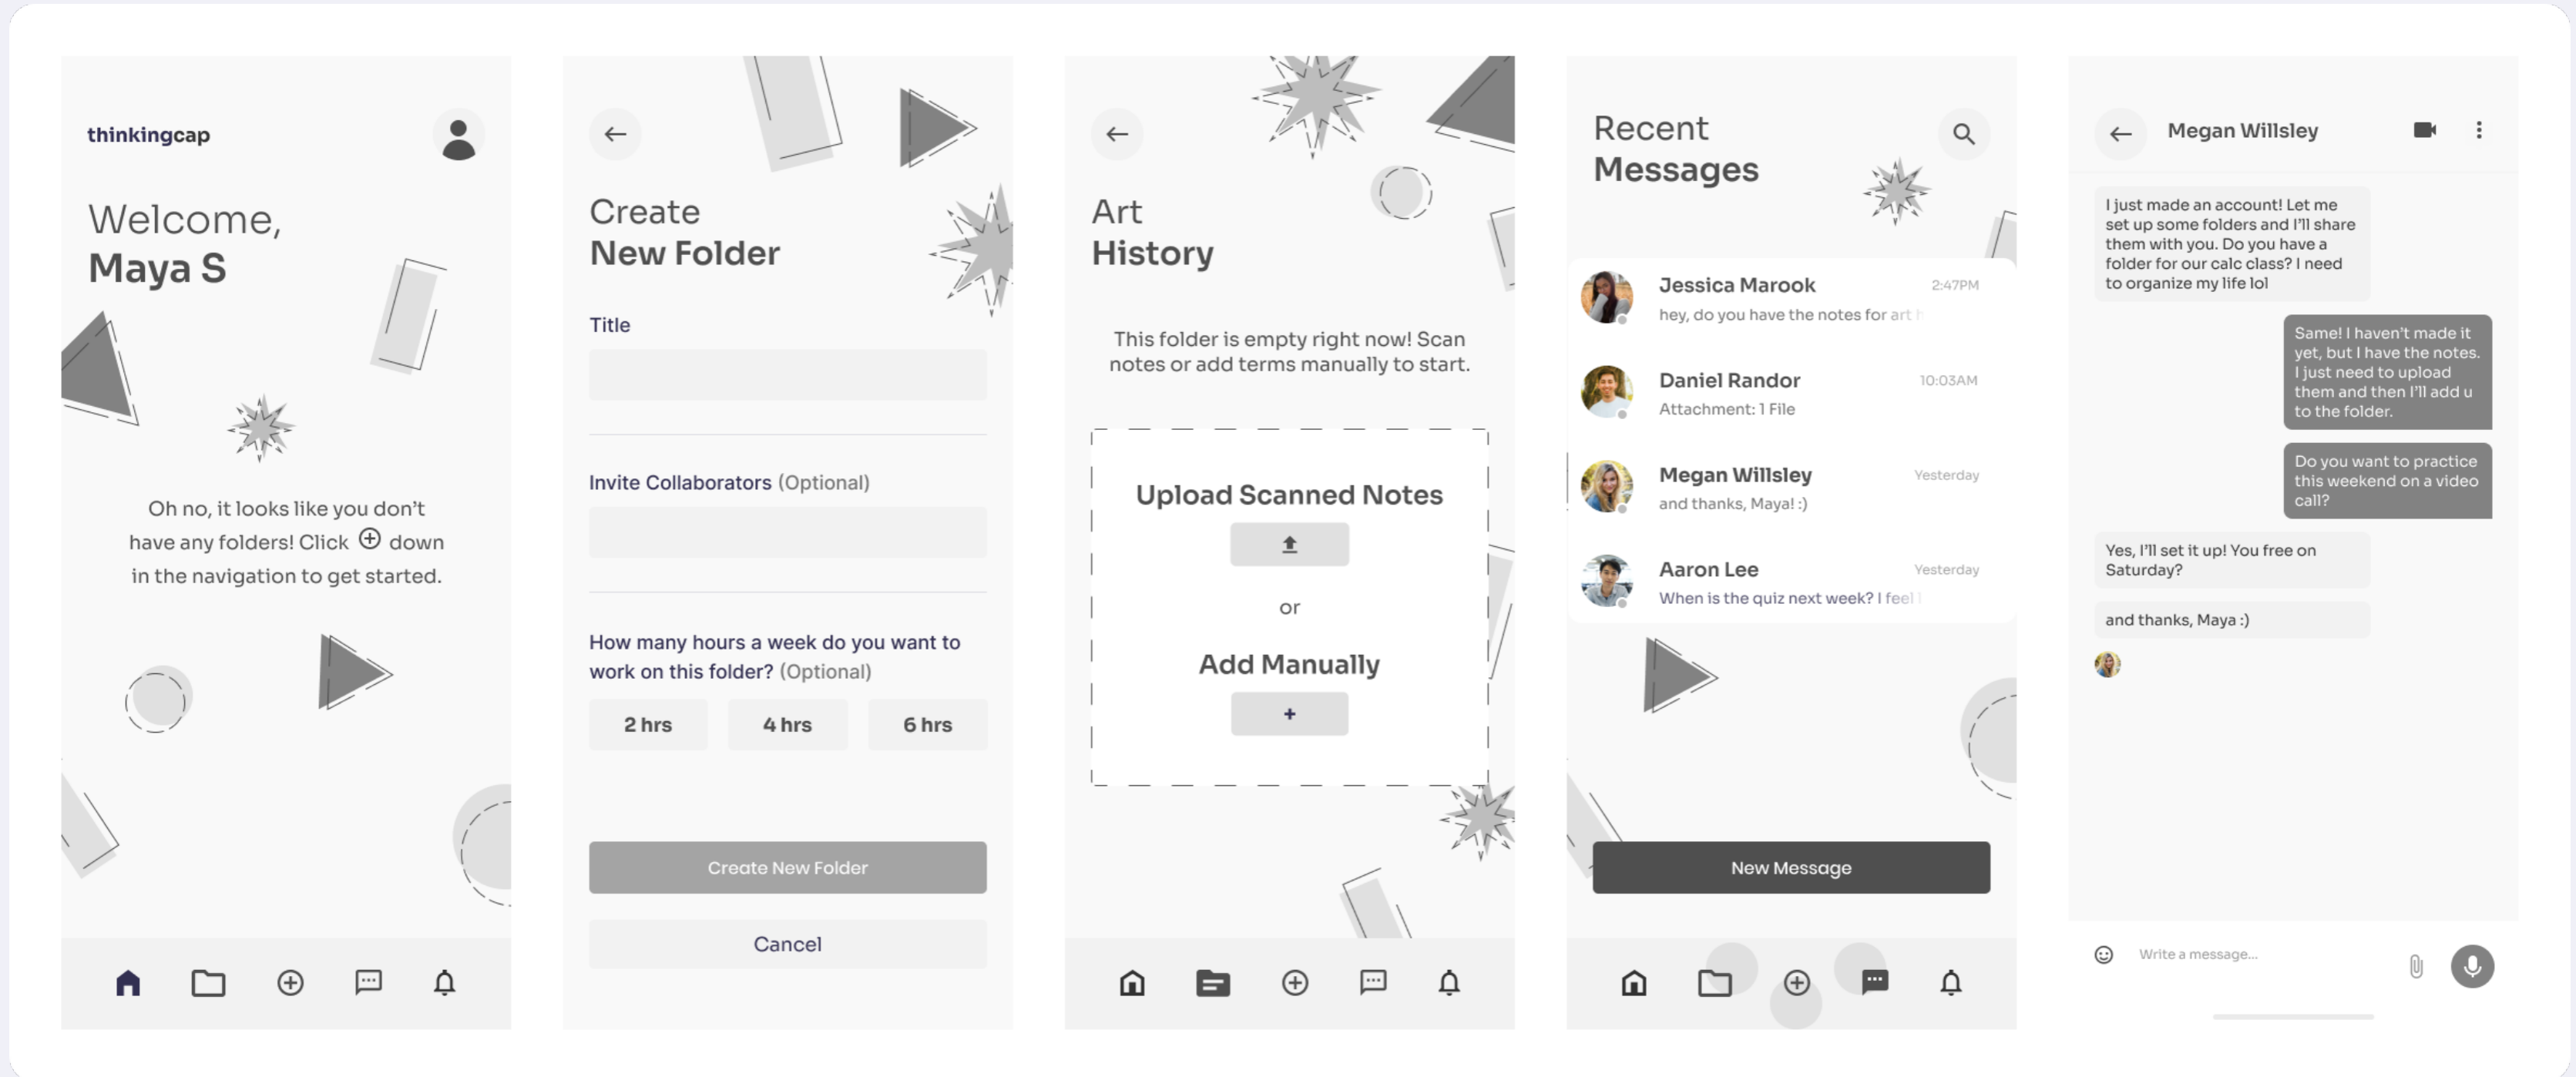 thinkingcap
Welcome,
Maya S
Oh no, it looks like you don't
have any folders! Click down
in the navigation to get started.
Create
New Folder
Title
Invite Collaborators (Optional)
How many hours a week do you want to
work on this folder? (Optional)
2 hrs
4 hrs
6 hrs
Create New Folder
Cancel
Art
History
This folder is empty right now! Scan
notes or add terms manually to start.
Upload Scanned Notes
or
Add Manually
+
Recent
Messages
Jessica Marook
2:47PM
hey, do you have the notes for art
Daniel Randor
10:03AM
Attachment: 1 File
Megan Willsley
Yesterday
and thanks, Maya! :)
Aaron Lee
Yesterday
When is the quiz next week? I feel
New Message
Megan Willsley
I just made an account! Let me
set up some folders and I'll share
them with you. Do you have a
folder for our calc class? I need
to organize my life lol
Same! I haven't made it
yet, but I have the notes.
I just need to upload
them and then I'll add u
to the folder.
Do you want to practice
this weekend on a video
call?
Yes, I'll set it up! You free on
Saturday?
and thanks, Maya :)
Write a message...